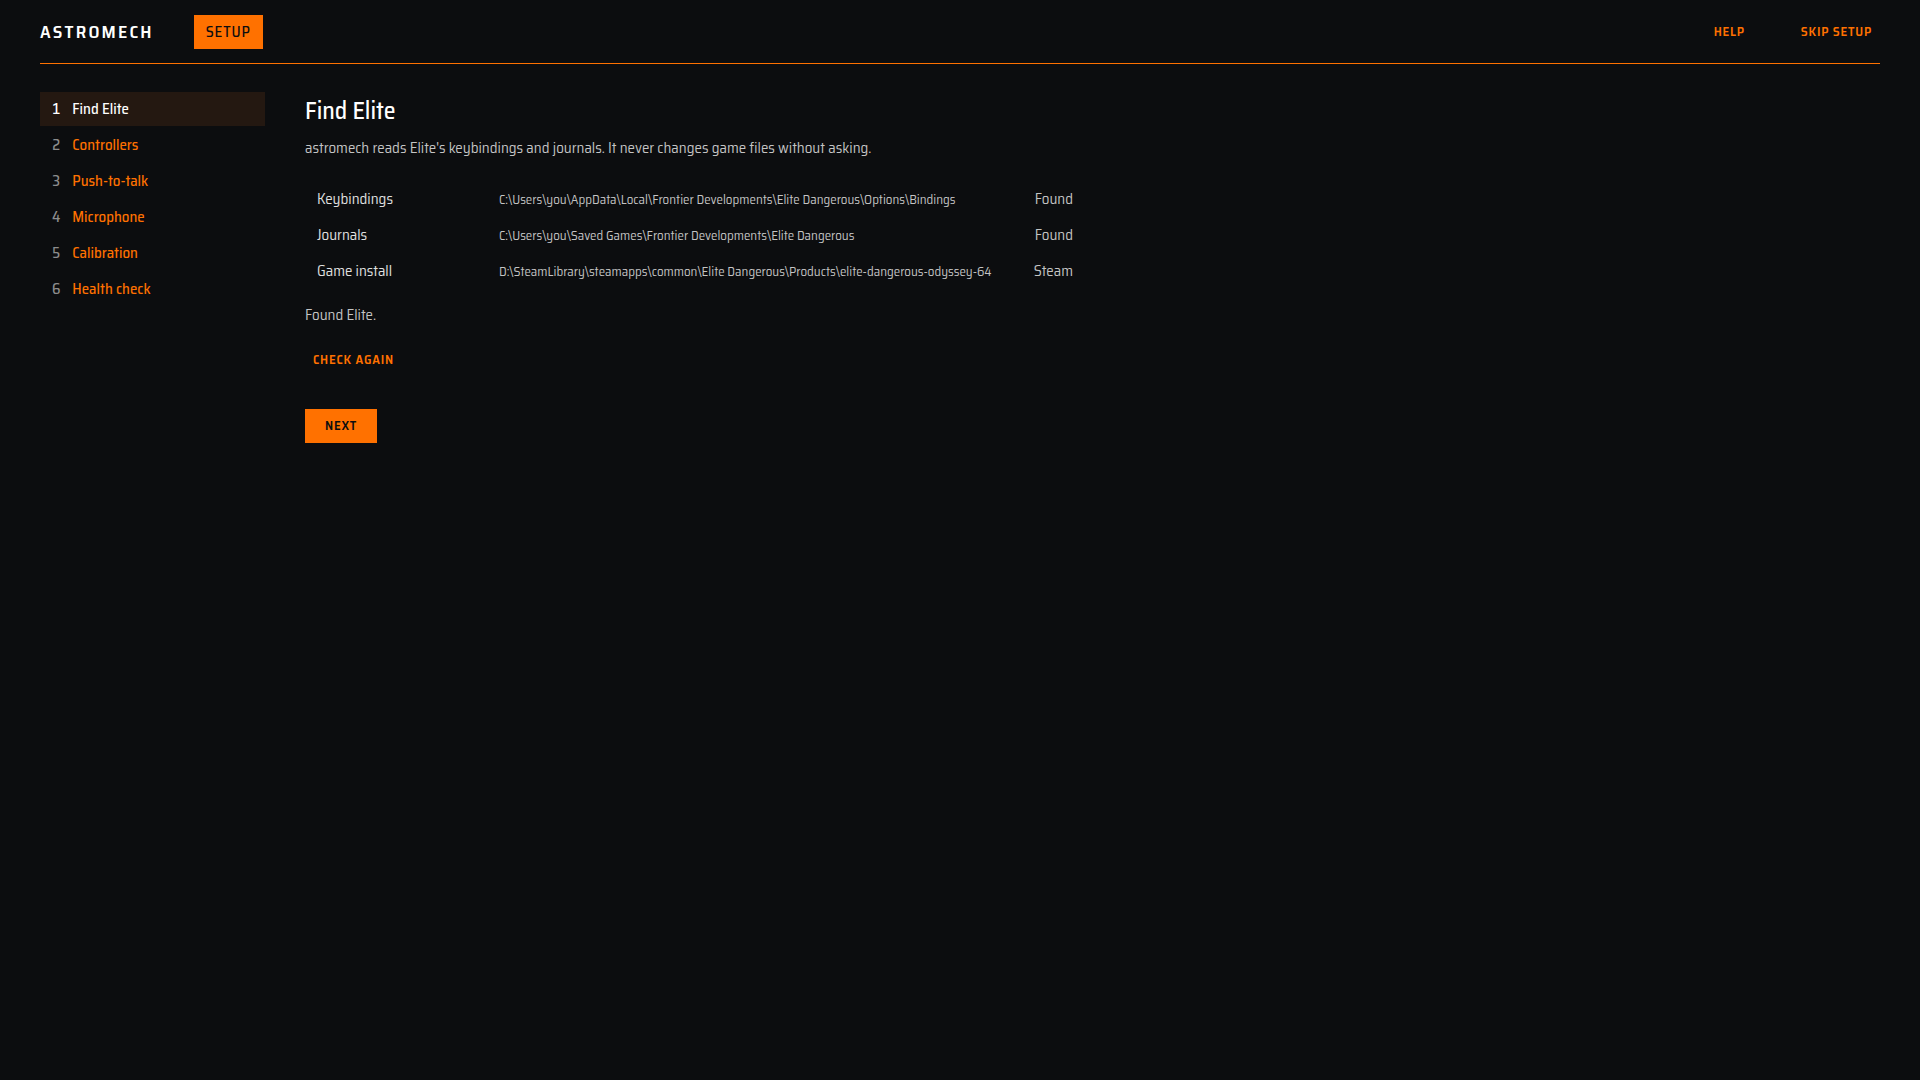 ASTROMECH SETUP HELP SKIP SETUP
1 Find Elite
2 Controllers
3 Push-to-talk
4 Microphone
5 Calibration
6 Health check
Find Elite
astromech reads Elite's keybindings and journals. It never changes game files without asking.
Keybindings C:\Users\you\AppData\Local\Frontier Developments\Elite Dangerous\Options\Bindings Found
Journals C:\Users\you\Saved Games\Frontier Developments\Elite Dangerous Found
Game install D:\SteamLibrary\steamapps\common\Elite Dangerous\Products\elite-dangerous-odyssey-64 Steam
Found Elite.
CHECK AGAIN
NEXT